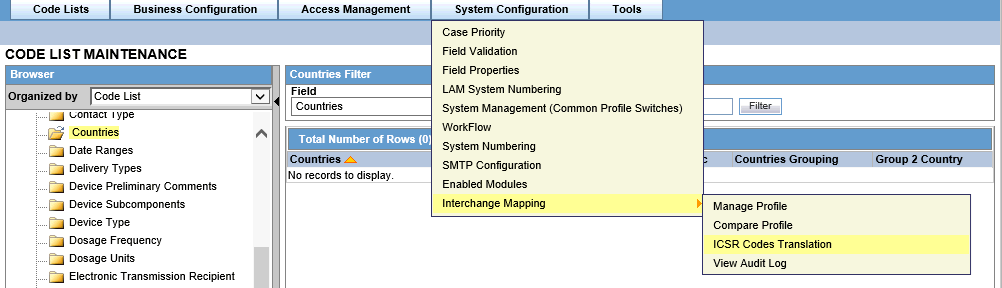 Code Lists Business Configuration Access Management System Configuration Tools
CODE LIST MAINTENANCE
Browser
Organized by Code List
Contact Type
Countries
Date Ranges
Delivery Types
Device Preliminary Comments
Device Subcomponents
Device Type
Dosage Frequency
Dosage Units
Electronic Transmission Recipient
Countries Filter
Field
Countries
Filter
Total Number of Rows (0)
Countries Countries Grouping Group 2 Country
No records to display.
Case Priority
Field Validation
Field Properties
LAM System Numbering
System Management (Common Profile Switches)
WorkFlow
System Numbering
SMTP Configuration
Enabled Modules
Interchange Mapping
Manage Profile
Compare Profile
ICSR Codes Translation
View Audit Log